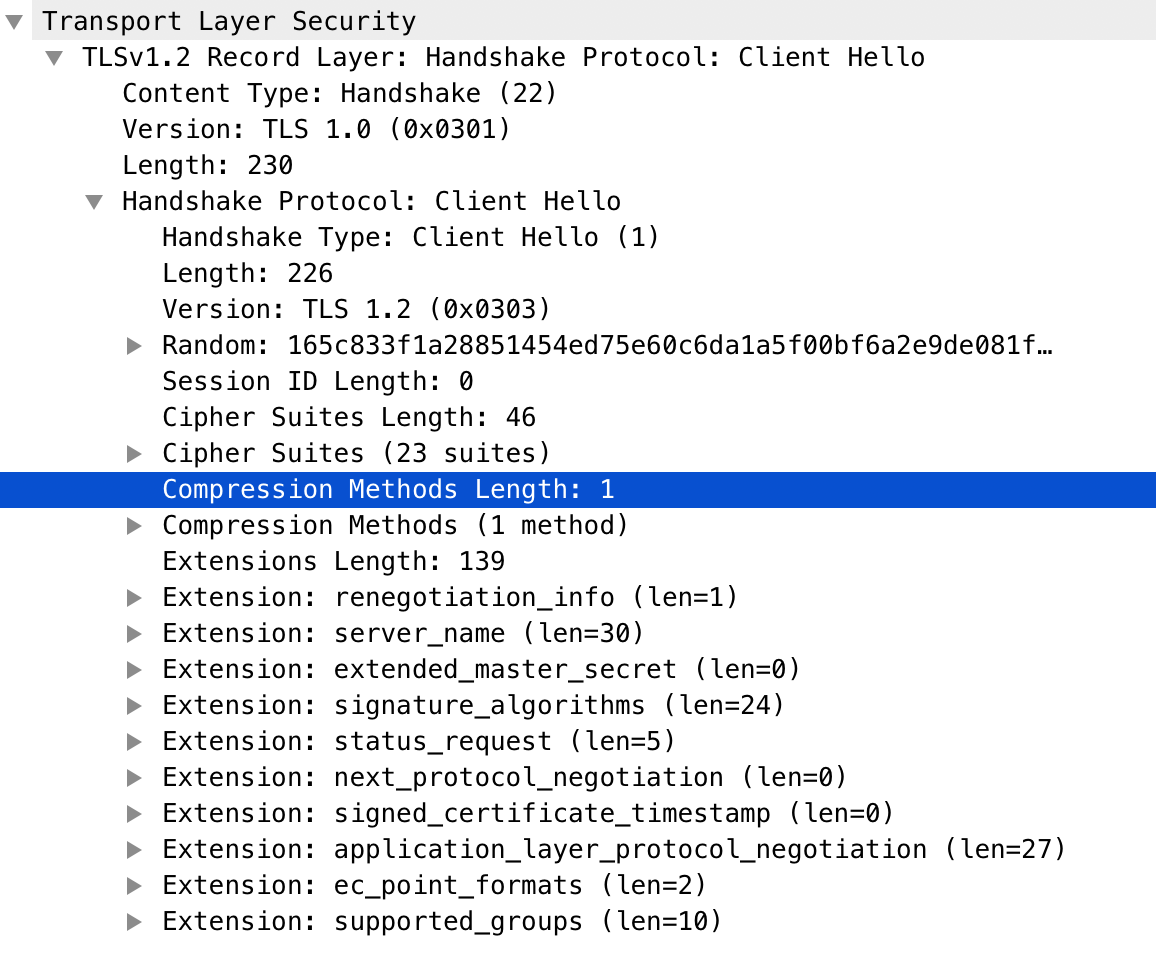 Transport Layer Security
TLSv1.2 Record Layer: Handshake Protocol: Client Hello
Content Type: Handshake (22)
Version: TLS 1.0 (0x0301)
Length: 230
Handshake Protocol: Client Hello
Handshake Type: Client Hello (1)
Length: 226
Version: TLS 1.2 (0x0303)
Random: 165c833f1a28851454ed75e60c6da1a5f00bf6a2e9de081f…
Session ID Length: 0
Cipher Suites Length: 46
Cipher Suites (23 suites)
Compression Methods Length: 1
Compression Methods (1 method)
Extensions Length: 139
Extension: renegotiation_info (len=1)
Extension: server_name (len=30)
Extension: extended_master_secret (len=0)
Extension: signature_algorithms (len=24)
Extension: status_request (len=5)
Extension: next_protocol_negotiation (len=0)
Extension: signed_certificate_timestamp (len=0)
Extension: application_layer_protocol_negotiation (len=27)
Extension: ec_point_formats (len=2)
Extension: supported_groups (len=10)